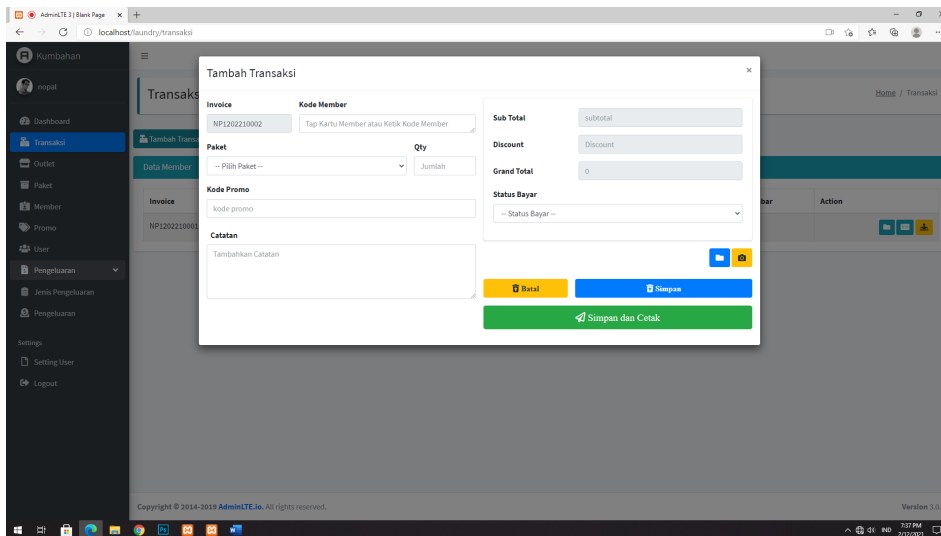 AdminLTE 3 | Blank Page
localhost/laundry/transaksi
Kumbahan
nopal
Dashboard
Transaksi
Outlet
Paket
Member
Promo
User
Pengeluaran
Jenis Pengeluaran
Pengeluaran
Settings
Setting User
Logout
Transaks
Home / Transaksi
Tambah Transa
Data Member
Invoice
bar
Action
NP1202210001
Tambah Transaksi
×
Invoice
Kode Member
NP1202210002
Tap Kartu Member atau Ketik Kode Member
Paket
Qty
-- Pilih Paket --
Jumlah
Kode Promo
kode promo
Catatan
Tambahkan Catatan
Sub Total
subtotal
Discount
Discount
Grand Total
0
Status Bayar
-- Status Bayar --
Batal
Simpan
Simpan dan Cetak
Copyright © 2014-2019 AdminLTE.io. All rights reserved.
Version 3.0.
IND
7:37 PM
2/12/2021